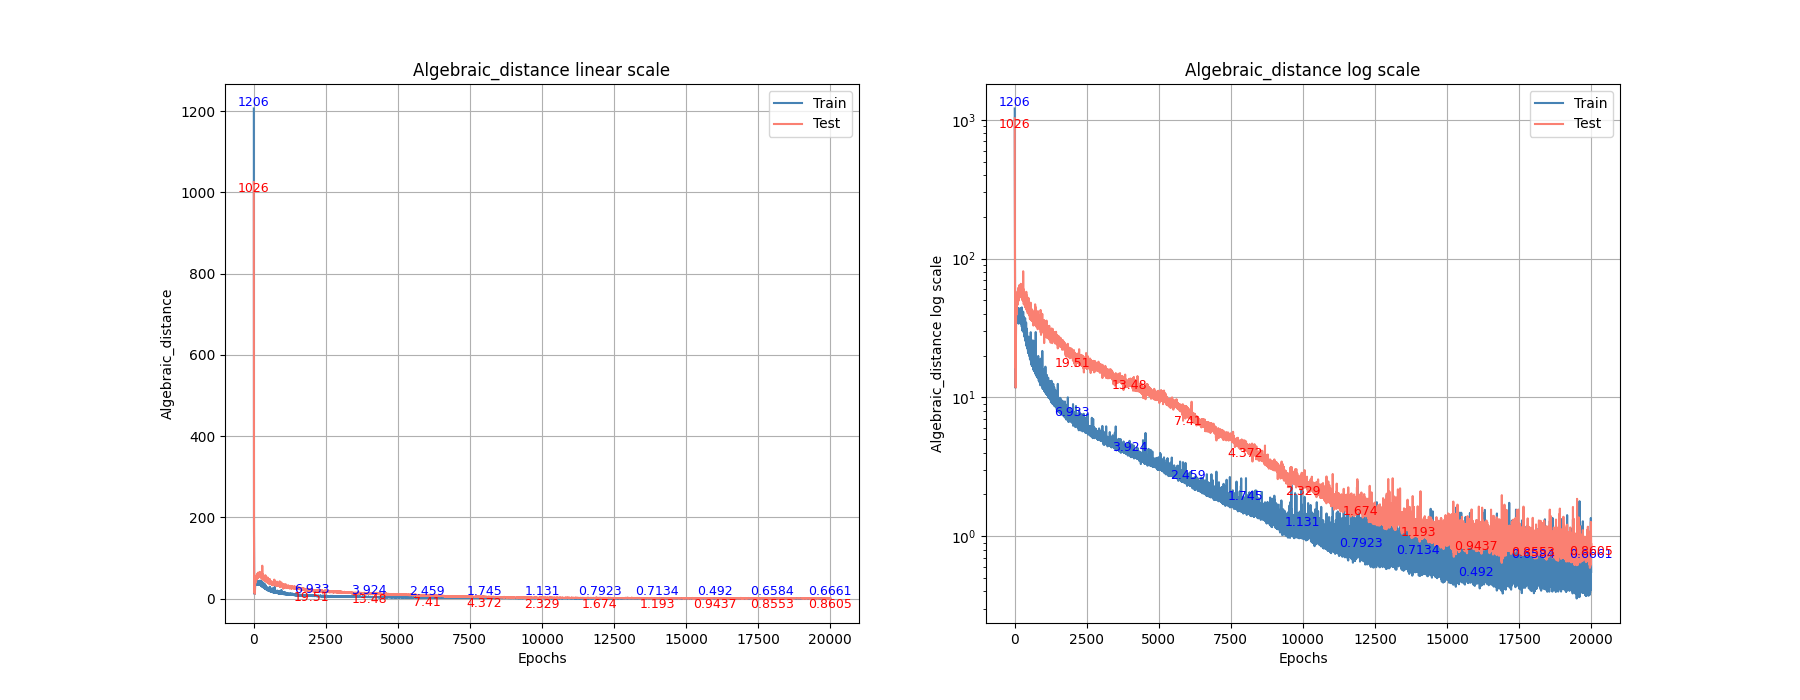 Algebraic_distance linear scale
1206
1026
Train
Test
1200
1000
800
600
400
200
0
Algebraic_distance
6.933 3.924 2.459 1.745 1.131 0.7923 0.7134 0.492 0.6584 0.6661
19.51 13.48 7.41 4.372 2.329 1.674 1.193 0.9437 0.8553 0.8605
0 2500 5000 7500 10000 12500 15000 17500 20000
Epochs
Algebraic_distance log scale
1206
1026
Train
Test
10³
10²
10¹
10⁰
Algebraic_distance log scale
19.51
13.48
6.933
7.41
3.924
4.372
2.459
2.329
1.745
1.674
1.131
1.193
0.7923
0.9437
0.7134
0.8553
0.8605
0.6584
0.6661
0.492
0 2500 5000 7500 10000 12500 15000 17500 20000
Epochs